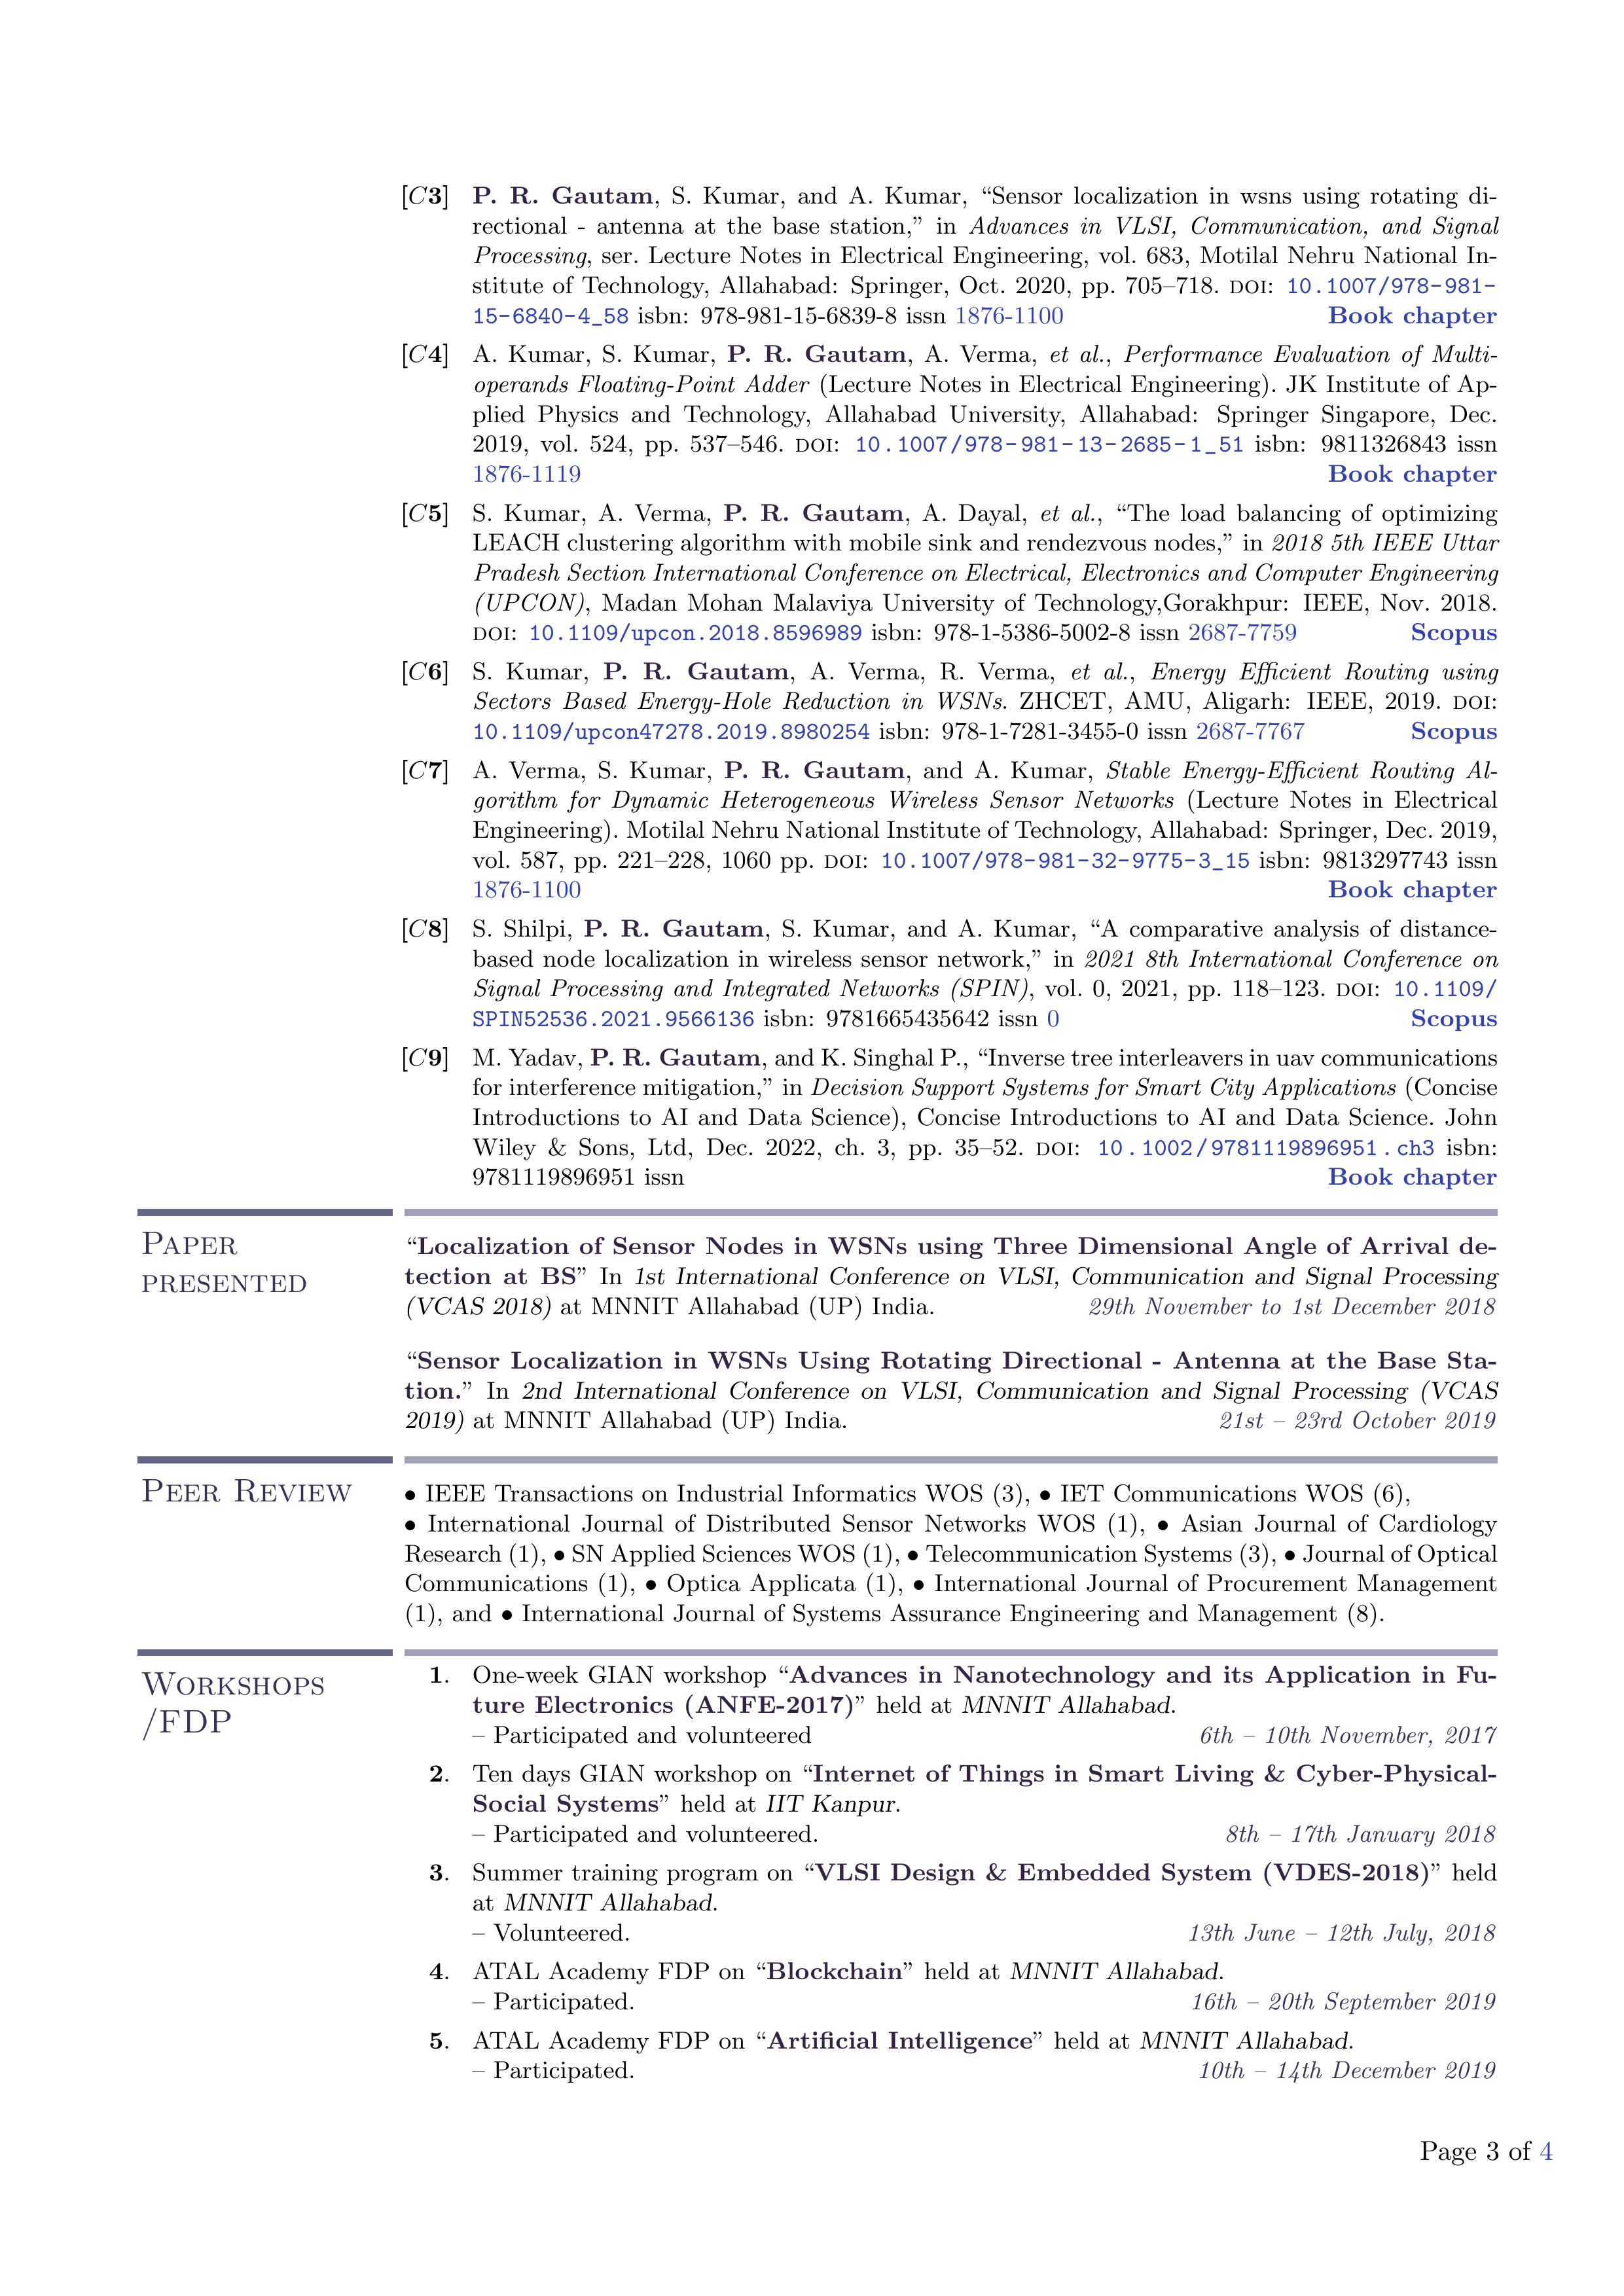 [C3] P. R. Gautam, S. Kumar, and A. Kumar, “Sensor localization in wsns using rotating di-
rectional - antenna at the base station,” in Advances in VLSI, Communication, and Signal
Processing, ser. Lecture Notes in Electrical Engineering, vol. 683, Motilal Nehru National In-
stitute of Technology, Allahabad: Springer, Oct. 2020, pp. 705–718. DOI: 10.1007/978-981-
15-6840-4_58 isbn: 978-981-15-6839-8 issn 1876-1100 Book chapter
[C4] A. Kumar, S. Kumar, P. R. Gautam, A. Verma, et al., Performance Evaluation of Multi-
operands Floating-Point Adder (Lecture Notes in Electrical Engineering). JK Institute of Ap-
plied Physics and Technology, Allahabad University, Allahabad: Springer Singapore, Dec.
2019, vol. 524, pp. 537–546. DOI: 10.1007/978-981-13-2685-1_51 isbn: 9811326843 issn
1876-1119 Book chapter
[C5] S. Kumar, A. Verma, P. R. Gautam, A. Dayal, et al., “The load balancing of optimizing
LEACH clustering algorithm with mobile sink and rendezvous nodes,” in 2018 5th IEEE Uttar
Pradesh Section International Conference on Electrical, Electronics and Computer Engineering
(UPCON), Madan Mohan Malaviya University of Technology,Gorakhpur: IEEE, Nov. 2018.
DOI: 10.1109/upcon.2018.8596989 isbn: 978-1-5386-5002-8 issn 2687-7759 Scopus
[C6] S. Kumar, P. R. Gautam, A. Verma, R. Verma, et al., Energy Efficient Routing using
Sectors Based Energy-Hole Reduction in WSNs. ZHCET, AMU, Aligarh: IEEE, 2019. DOI:
10.1109/upcon47278.2019.8980254 isbn: 978-1-7281-3455-0 issn 2687-7767 Scopus
[C7] A. Verma, S. Kumar, P. R. Gautam, and A. Kumar, Stable Energy-Efficient Routing Al-
gorithm for Dynamic Heterogeneous Wireless Sensor Networks (Lecture Notes in Electrical
Engineering). Motilal Nehru National Institute of Technology, Allahabad: Springer, Dec. 2019,
vol. 587, pp. 221–228, 1060 pp. DOI: 10.1007/978-981-32-9775-3_15 isbn: 9813297743 issn
1876-1100 Book chapter
[C8] S. Shilpi, P. R. Gautam, S. Kumar, and A. Kumar, “A comparative analysis of distance-
based node localization in wireless sensor network,” in 2021 8th International Conference on
Signal Processing and Integrated Networks (SPIN), vol. 0, 2021, pp. 118–123. DOI: 10.1109/
SPIN52536.2021.9566136 isbn: 9781665435642 issn 0 Scopus
[C9] M. Yadav, P. R. Gautam, and K. Singhal P., “Inverse tree interleavers in uav communications
for interference mitigation,” in Decision Support Systems for Smart City Applications (Concise
Introductions to AI and Data Science), Concise Introductions to AI and Data Science. John
Wiley & Sons, Ltd, Dec. 2022, ch. 3, pp. 35–52. DOI: 10.1002/9781119896951.ch3 isbn:
9781119896951 issn Book chapter
Paper
presented
“Localization of Sensor Nodes in WSNs using Three Dimensional Angle of Arrival de-
tection at BS” In 1st International Conference on VLSI, Communication and Signal Processing
(VCAS 2018) at MNNIT Allahabad (UP) India. 29th November to 1st December 2018
“Sensor Localization in WSNs Using Rotating Directional - Antenna at the Base Sta-
tion.” In 2nd International Conference on VLSI, Communication and Signal Processing (VCAS
2019) at MNNIT Allahabad (UP) India. 21st – 23rd October 2019
Peer Review
• IEEE Transactions on Industrial Informatics WOS (3), • IET Communications WOS (6),
• International Journal of Distributed Sensor Networks WOS (1), • Asian Journal of Cardiology
Research (1), • SN Applied Sciences WOS (1), • Telecommunication Systems (3), • Journal of Optical
Communications (1), • Optica Applicata (1), • International Journal of Procurement Management
(1), and • International Journal of Systems Assurance Engineering and Management (8).
Workshops
/FDP
1. One-week GIAN workshop “Advances in Nanotechnology and its Application in Fu-
ture Electronics (ANFE-2017)” held at MNNIT Allahabad.
– Participated and volunteered 6th – 10th November, 2017
2. Ten days GIAN workshop on “Internet of Things in Smart Living & Cyber-Physical-
Social Systems” held at IIT Kanpur.
– Participated and volunteered. 8th – 17th January 2018
3. Summer training program on “VLSI Design & Embedded System (VDES-2018)” held
at MNNIT Allahabad.
– Volunteered. 13th June – 12th July, 2018
4. ATAL Academy FDP on “Blockchain” held at MNNIT Allahabad.
– Participated. 16th – 20th September 2019
5. ATAL Academy FDP on “Artificial Intelligence” held at MNNIT Allahabad.
– Participated. 10th – 14th December 2019
Page 3 of 4